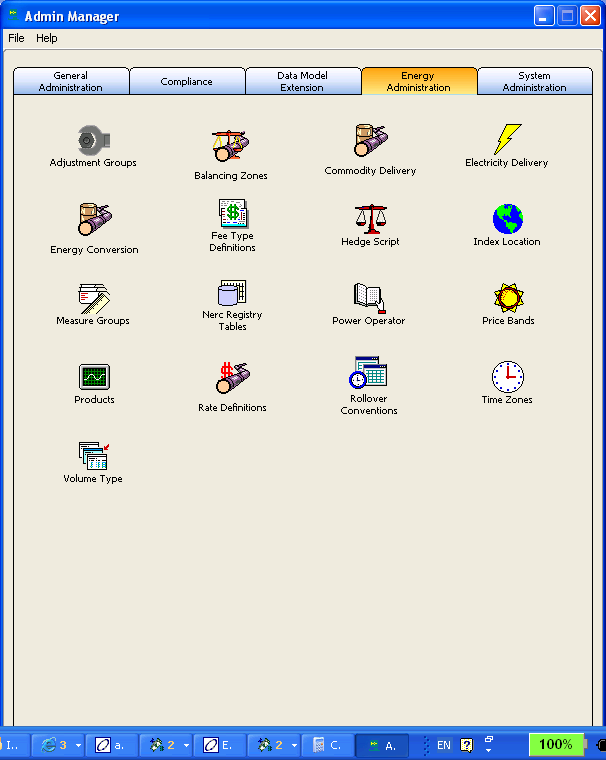 Admin Manager
File Help
General
Administration
Compliance
Data Model
Extension
Energy
Administration
System
Administration
Adjustment Groups
Balancing Zones
Commodity Delivery
Electricity Delivery
Energy Conversion
Fee Type
Definitions
Hedge Script
Index Location
Measure Groups
Nerc Registry
Tables
Power Operator
Price Bands
Products
Rate Definitions
Rollover
Conventions
Time Zones
Volume Type
I.. 3 a. 2 E. 2 C. A. EN 100%